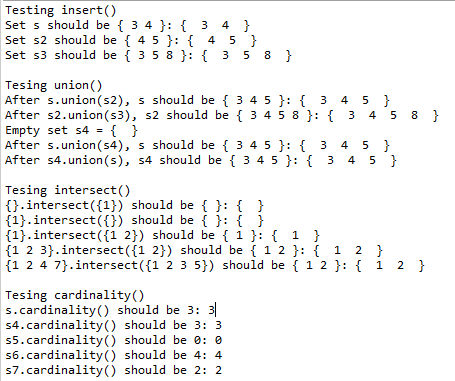 Testing insert()
Set s should be { 3 4 }: {  3  4  }
Set s2 should be { 4 5 }: {  4  5  }
Set s3 should be { 3 5 8 }: {  3  5  8  }
Tesing union()
After s.union(s2), s should be { 3 4 5 }: {  3  4  5  }
After s2.union(s3), s2 should be { 3 4 5 8 }: {  3  4  5  8  }
Empty set s4 = {  }
After s.union(s4), s should be { 3 4 5 }: {  3  4  5  }
After s4.union(s), s4 should be { 3 4 5 }: {  3  4  5  }
Tesing intersect()
{}.intersect({1}) should be { }: {  }
{1}.intersect({}) should be { }: {  }
{1}.intersect({1 2}) should be { 1 }: {  1  }
{1 2 3}.intersect({1 2}) should be { 1 2 }: {  1  2  }
{1 2 4 7}.intersect({1 2 3 5}) should be { 1 2 }: {  1  2  }
Tesing cardinality()
s.cardinality() should be 3: 3
s4.cardinality() should be 3: 3
s5.cardinality() should be 0: 0
s6.cardinality() should be 4: 4
s7.cardinality() should be 2: 2